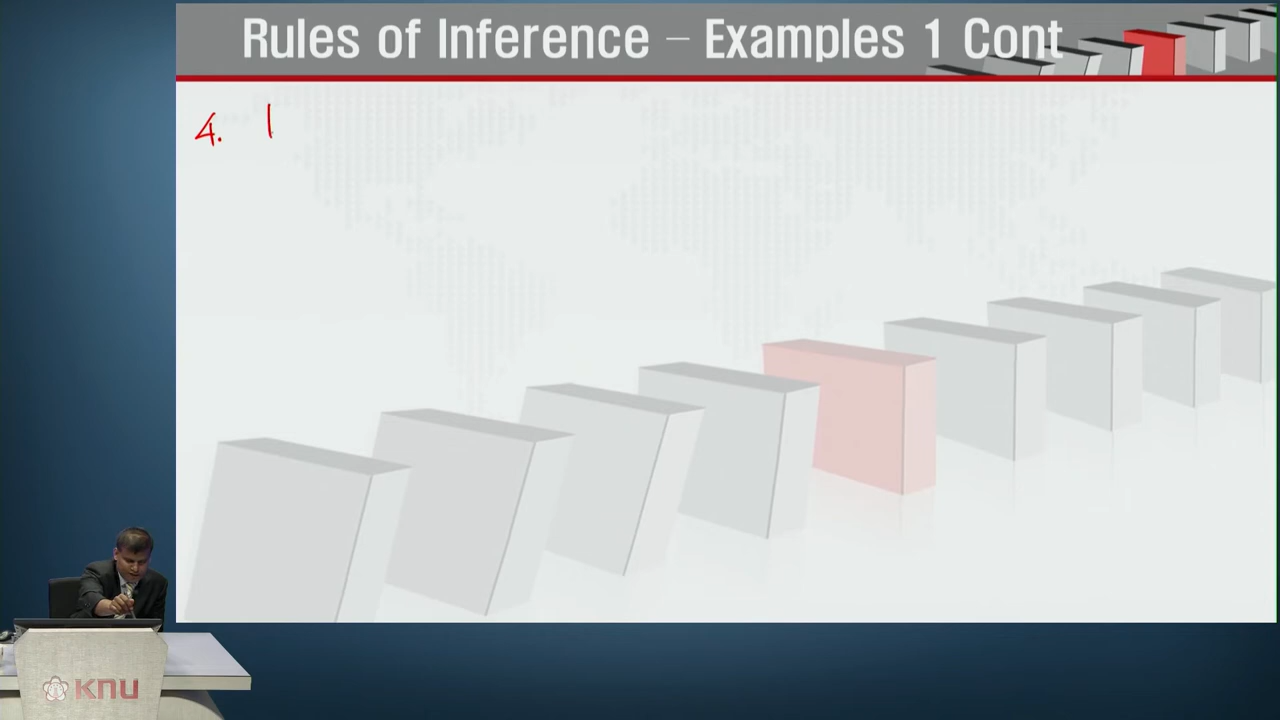 Rules of Inference – Examples 1 Cont
4. |
KNU